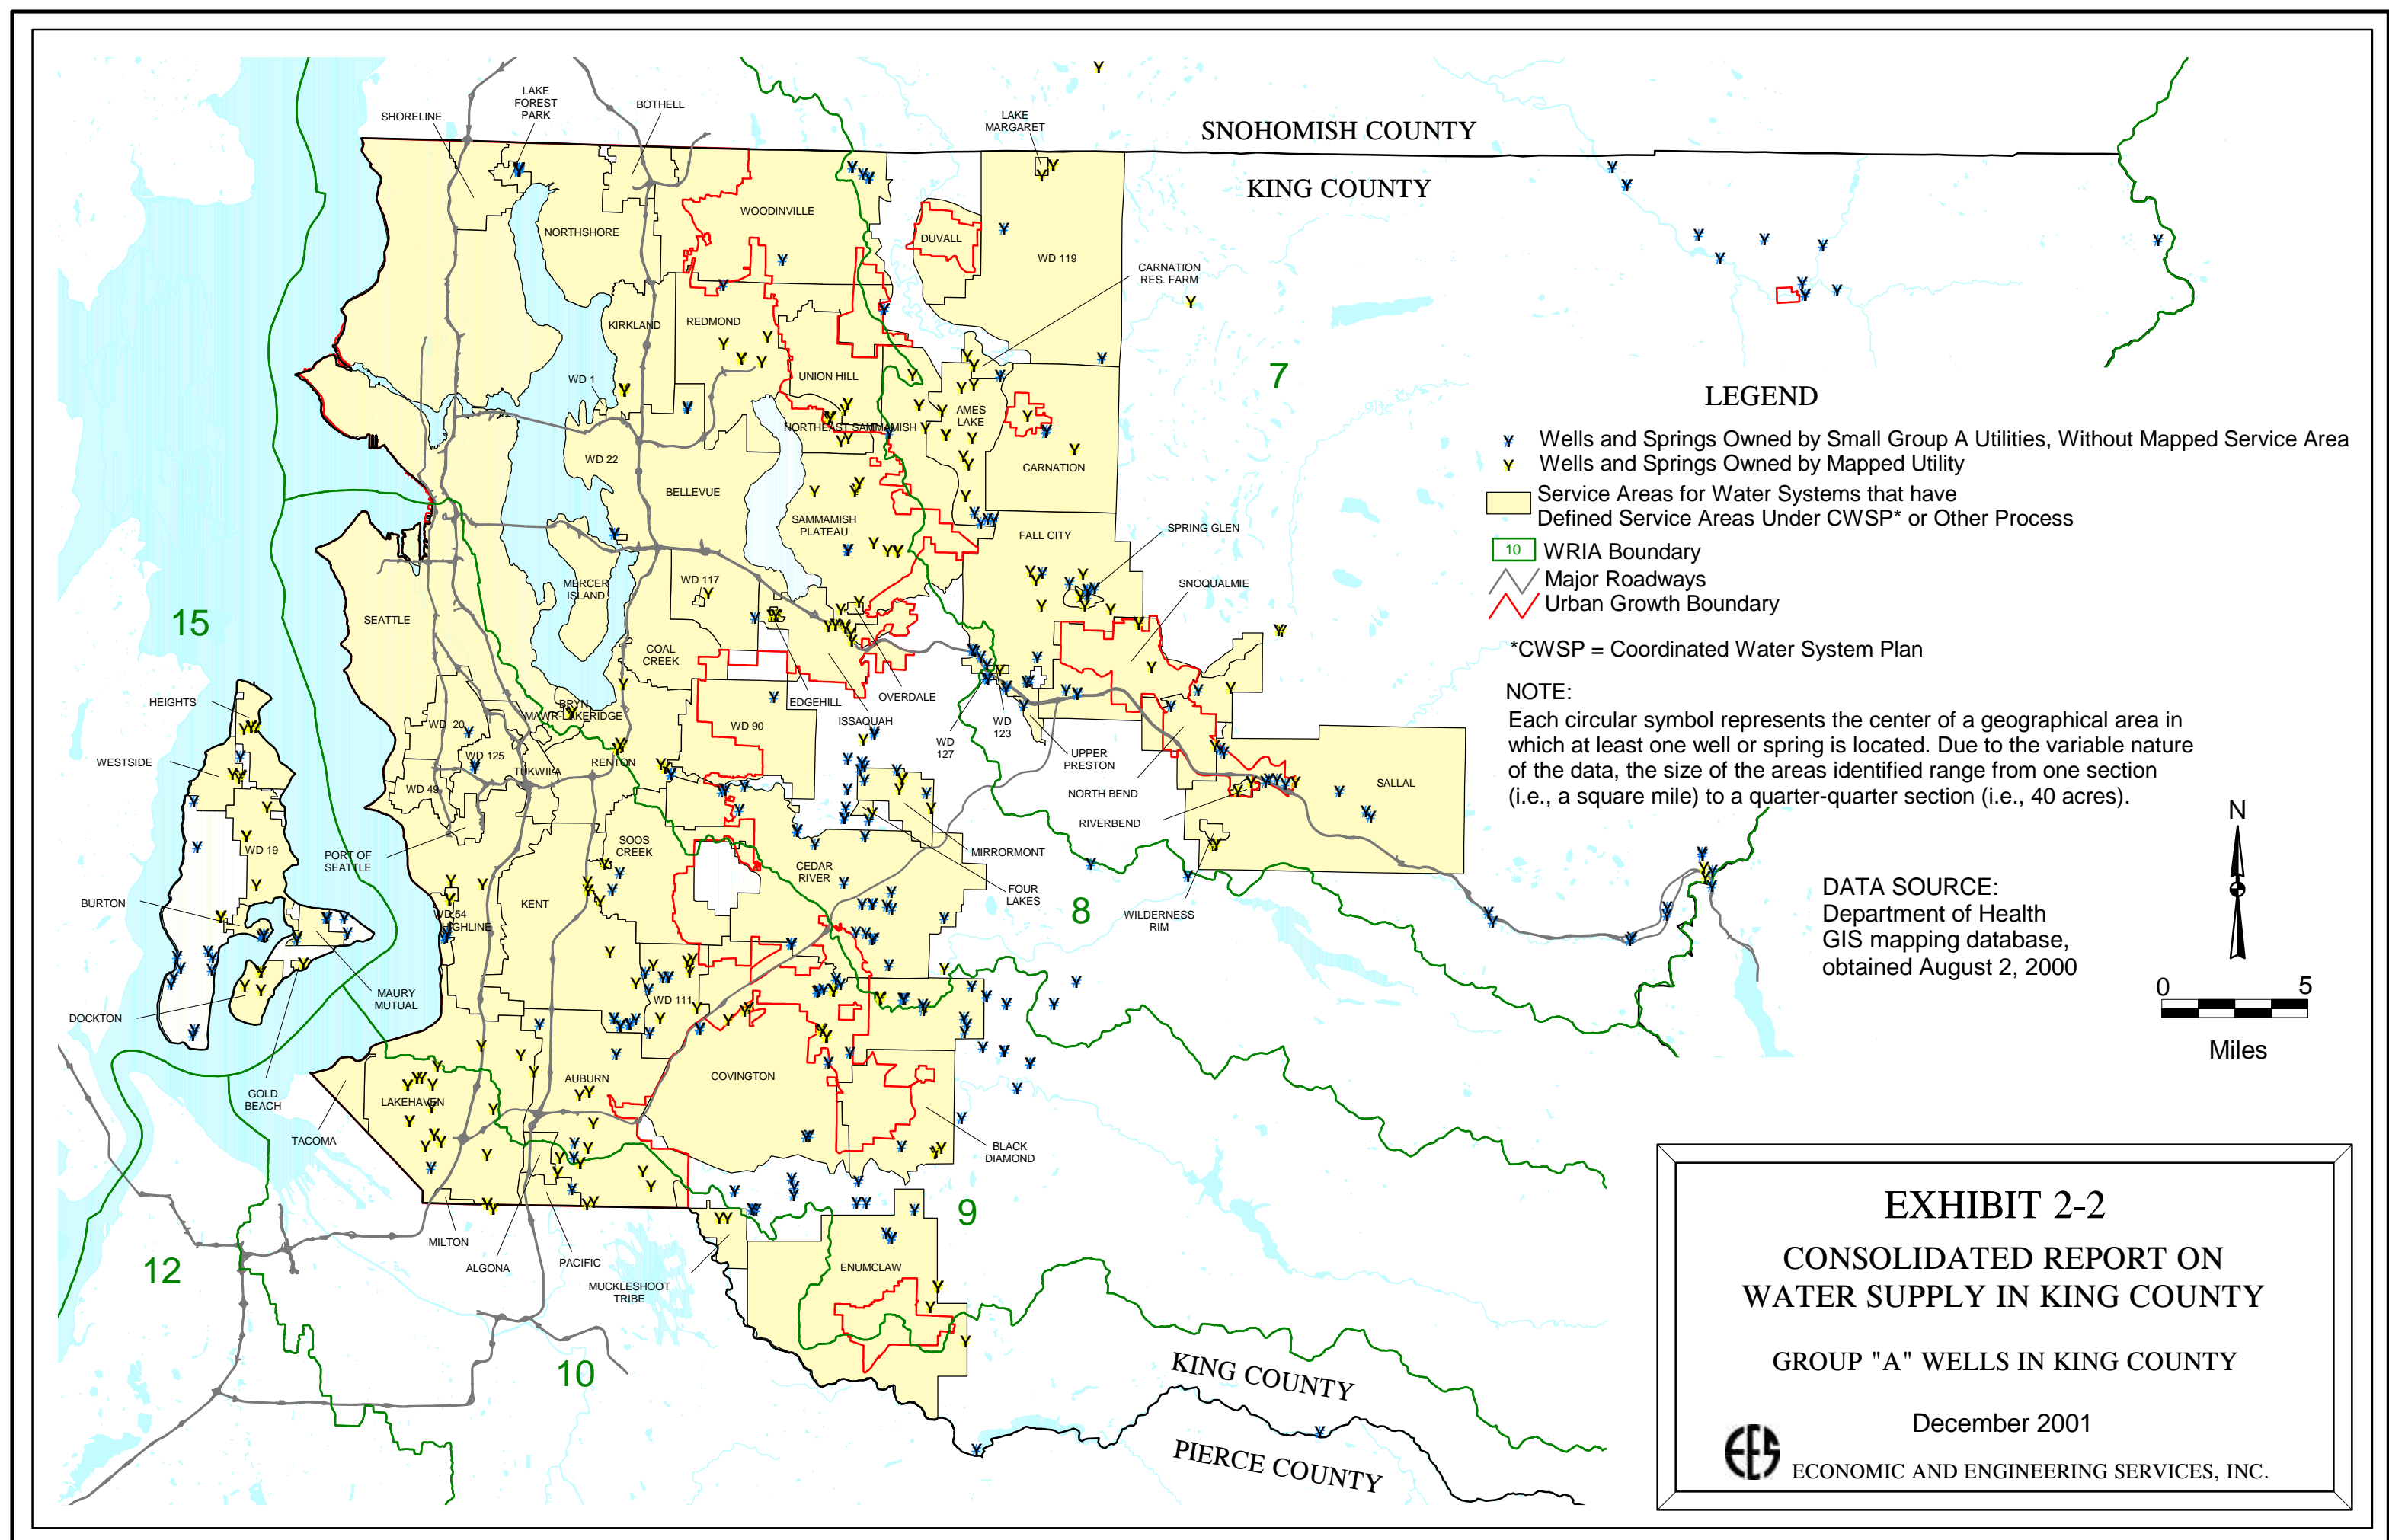 SNOHOMISH COUNTY
KING COUNTY
SHORELINE
LAKE
FOREST
PARK
BOTHELL
LAKE
MARGARET
WOODINVILLE
NORTHSHORE
DUVALL
WD 119
CARNATION
RES. FARM
KIRKLAND
REDMOND
UNION HILL
WD 1
NORTHEAST SAMMAMISH
AMES
LAKE
CARNATION
WD 22
BELLEVUE
SAMMAMISH
PLATEAU
FALL CITY
SPRING GLEN
SNOQUALMIE
MERCER
ISLAND
WD 117
SEATTLE
COAL
CREEK
EDGEHILL
OVERDALE
ISSAQUAH
WD
127
WD
123
UPPER
PRESTON
NORTH BEND
RIVERBEND
SALLAL
WILDERNESS
RIM
HEIGHTS
WESTSIDE
WD 19
BURTON
DOCKTON
GOLD
BEACH
MAURY
MUTUAL
PORT OF
SEATTLE
BRYN
MAWR-LAKERIDGE
WD 20
WD 125
TUKWILA
RENTON
WD 49
WD 90
SOOS
CREEK
CEDAR
RIVER
MIRRORMONT
FOUR
LAKES
KENT
WD 54
HIGHLINE
WD 111
COVINGTON
AUBURN
LAKEHAVEN
TACOMA
BLACK
DIAMOND
MILTON
ALGONA
PACIFIC
MUCKLESHOOT
TRIBE
ENUMCLAW
7
8
9
10
12
15
KING COUNTY
PIERCE COUNTY
LEGEND
Wells and Springs Owned by Small Group A Utilities, Without Mapped Service Area
Wells and Springs Owned by Mapped Utility
Service Areas for Water Systems that have
Defined Service Areas Under CWSP* or Other Process
10 WRIA Boundary
Major Roadways
Urban Growth Boundary
*CWSP = Coordinated Water System Plan
NOTE:
Each circular symbol represents the center of a geographical area in
which at least one well or spring is located. Due to the variable nature
of the data, the size of the areas identified range from one section
(i.e., a square mile) to a quarter-quarter section (i.e., 40 acres).
DATA SOURCE:
Department of Health
GIS mapping database,
obtained August 2, 2000
N
0 5
Miles
EXHIBIT 2-2
CONSOLIDATED REPORT ON
WATER SUPPLY IN KING COUNTY
GROUP "A" WELLS IN KING COUNTY
December 2001
EES ECONOMIC AND ENGINEERING SERVICES, INC.